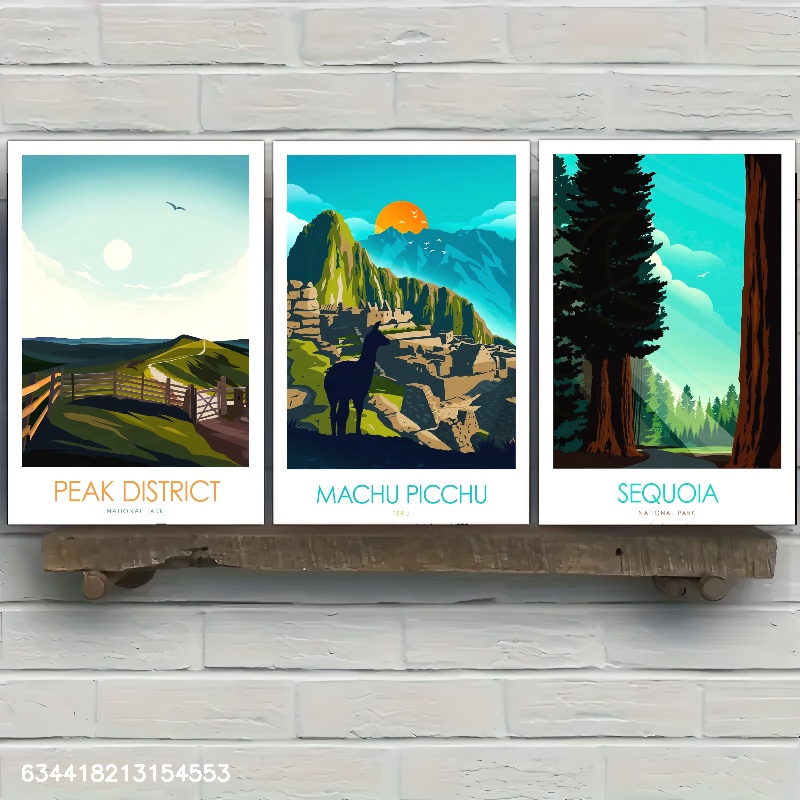 PEAK DISTRICT
NATIONAL PARK
MACHU PICCHU
PERU
SEQUOIA
NATIONAL PARK
634418213154553